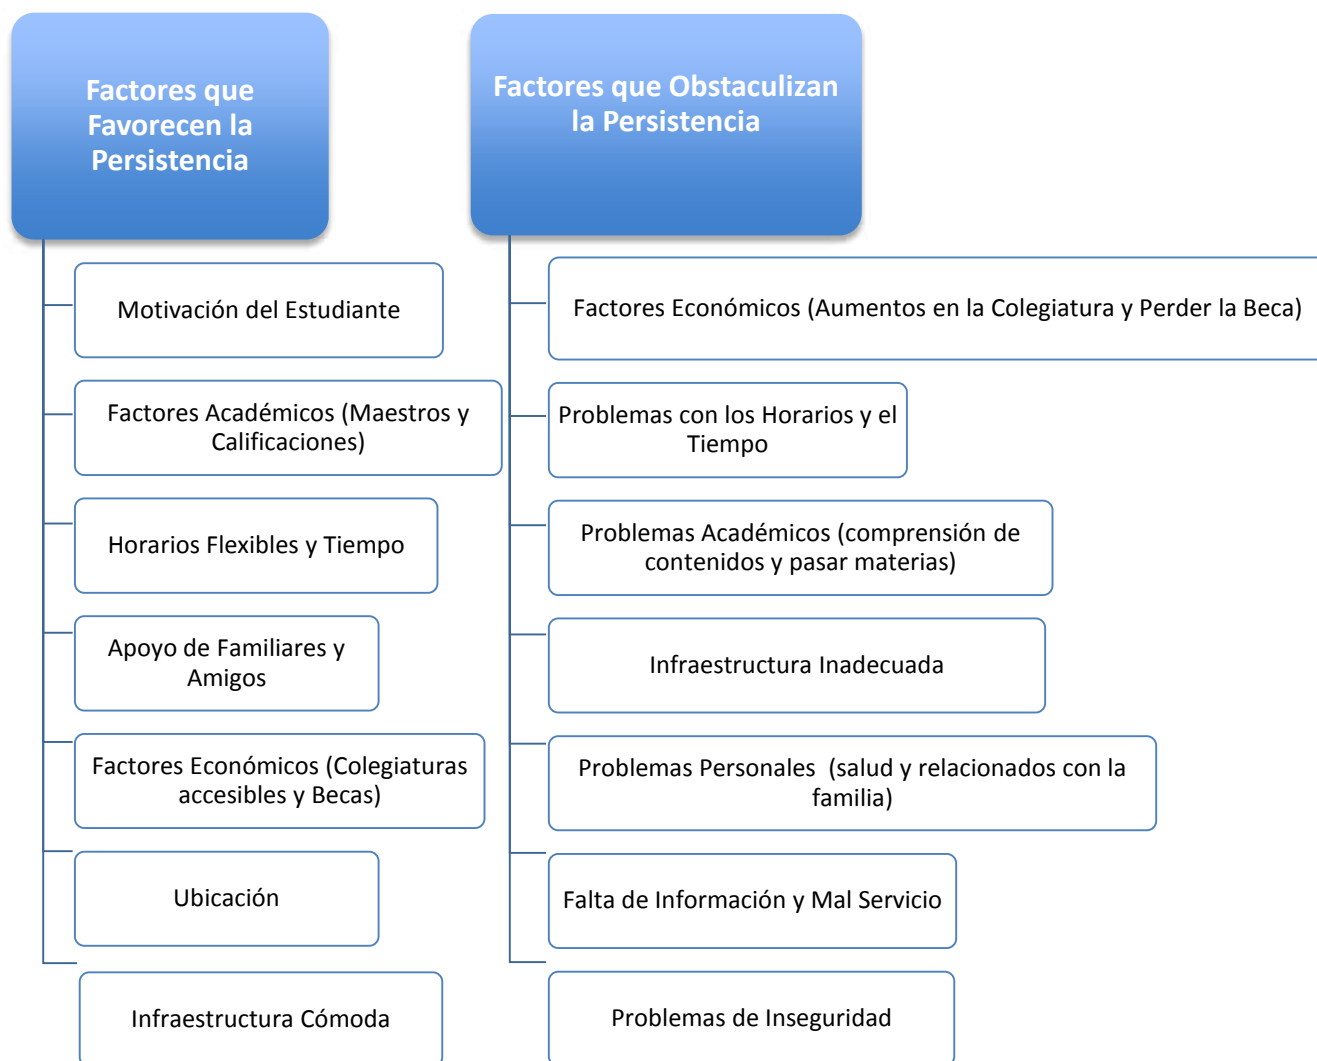 Factores que
Favorecen la
Persistencia
Motivación del Estudiante
Factores Académicos (Maestros y
Calificaciones)
Horarios Flexibles y Tiempo
Apoyo de Familiares y
Amigos
Factores Económicos (Colegiaturas
accesibles y Becas)
Ubicación
Infraestructura Cómoda
Factores que Obstaculizan
la Persistencia
Factores Económicos (Aumentos en la Colegiatura y Perder la Beca)
Problemas con los Horarios y el
Tiempo
Problemas Académicos (comprensión de
contenidos y pasar materias)
Infraestructura Inadecuada
Problemas Personales  (salud y relacionados con la
familia)
Falta de Información y Mal Servicio
Problemas de Inseguridad